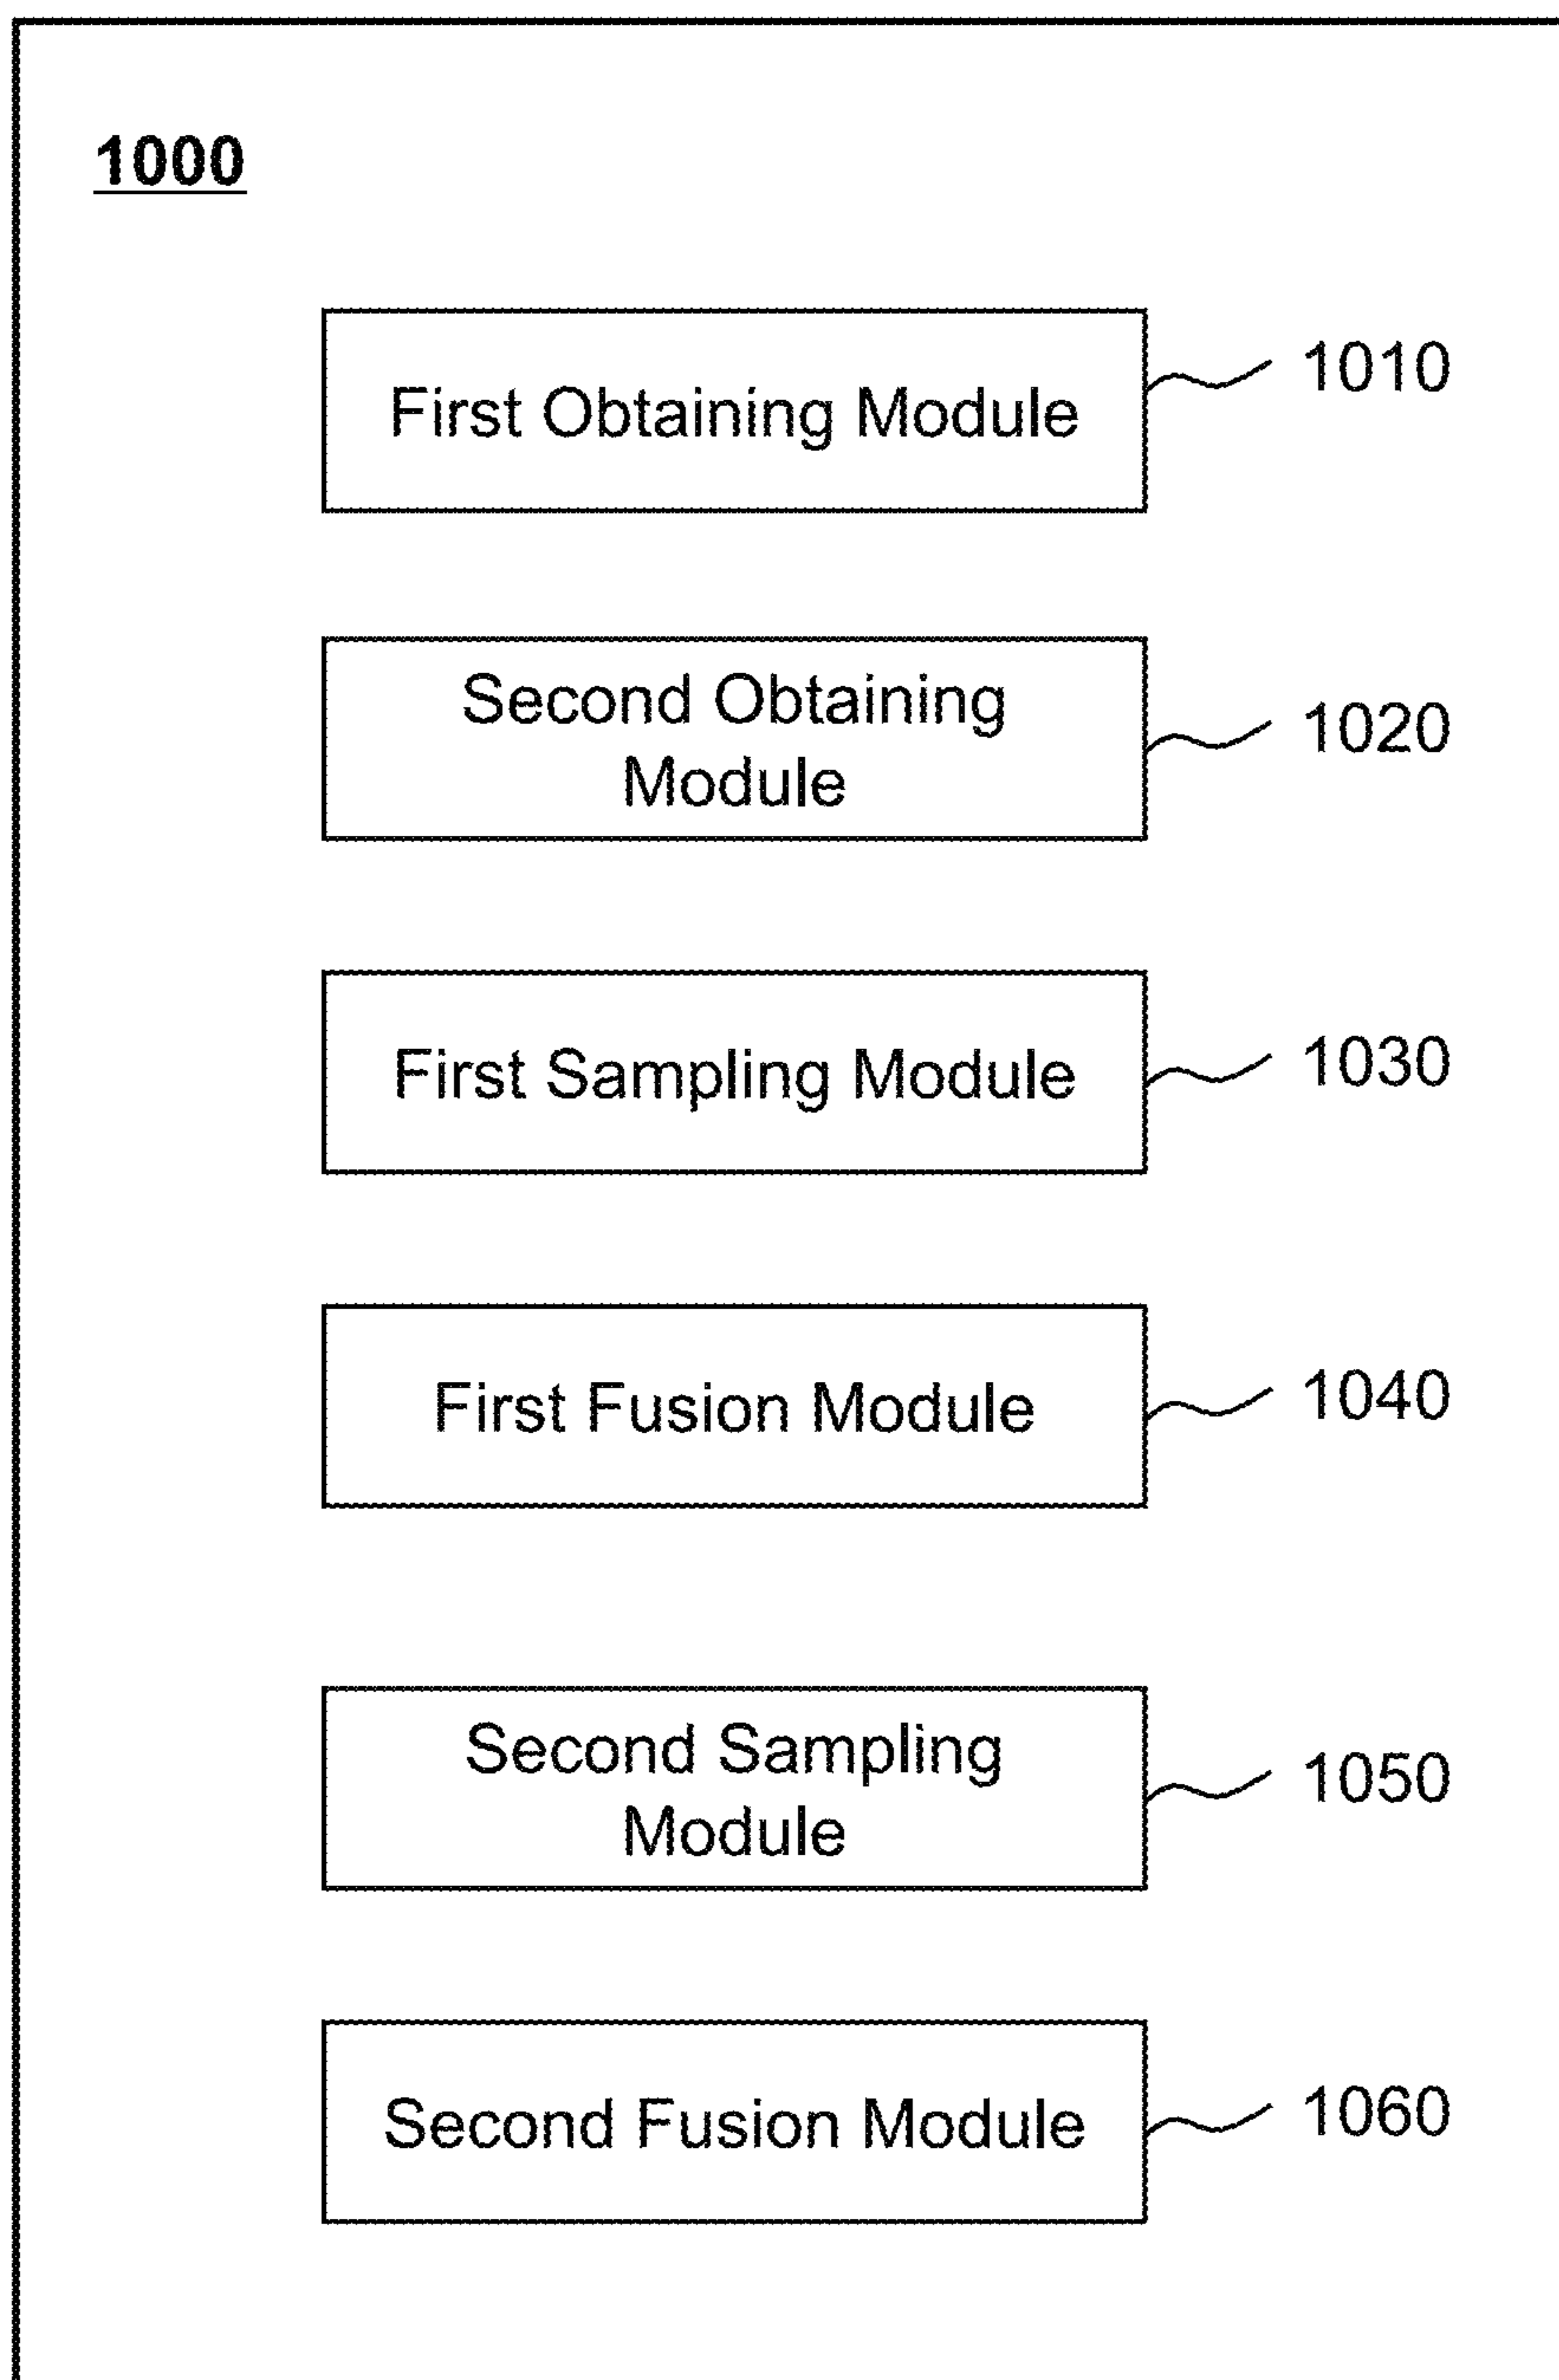 1000
First Obtaining Module
1010
Second Obtaining
Module
1020
First Sampling Module
1030
First Fusion Module
1040
Second Sampling
Module
1050
Second Fusion Module
1060